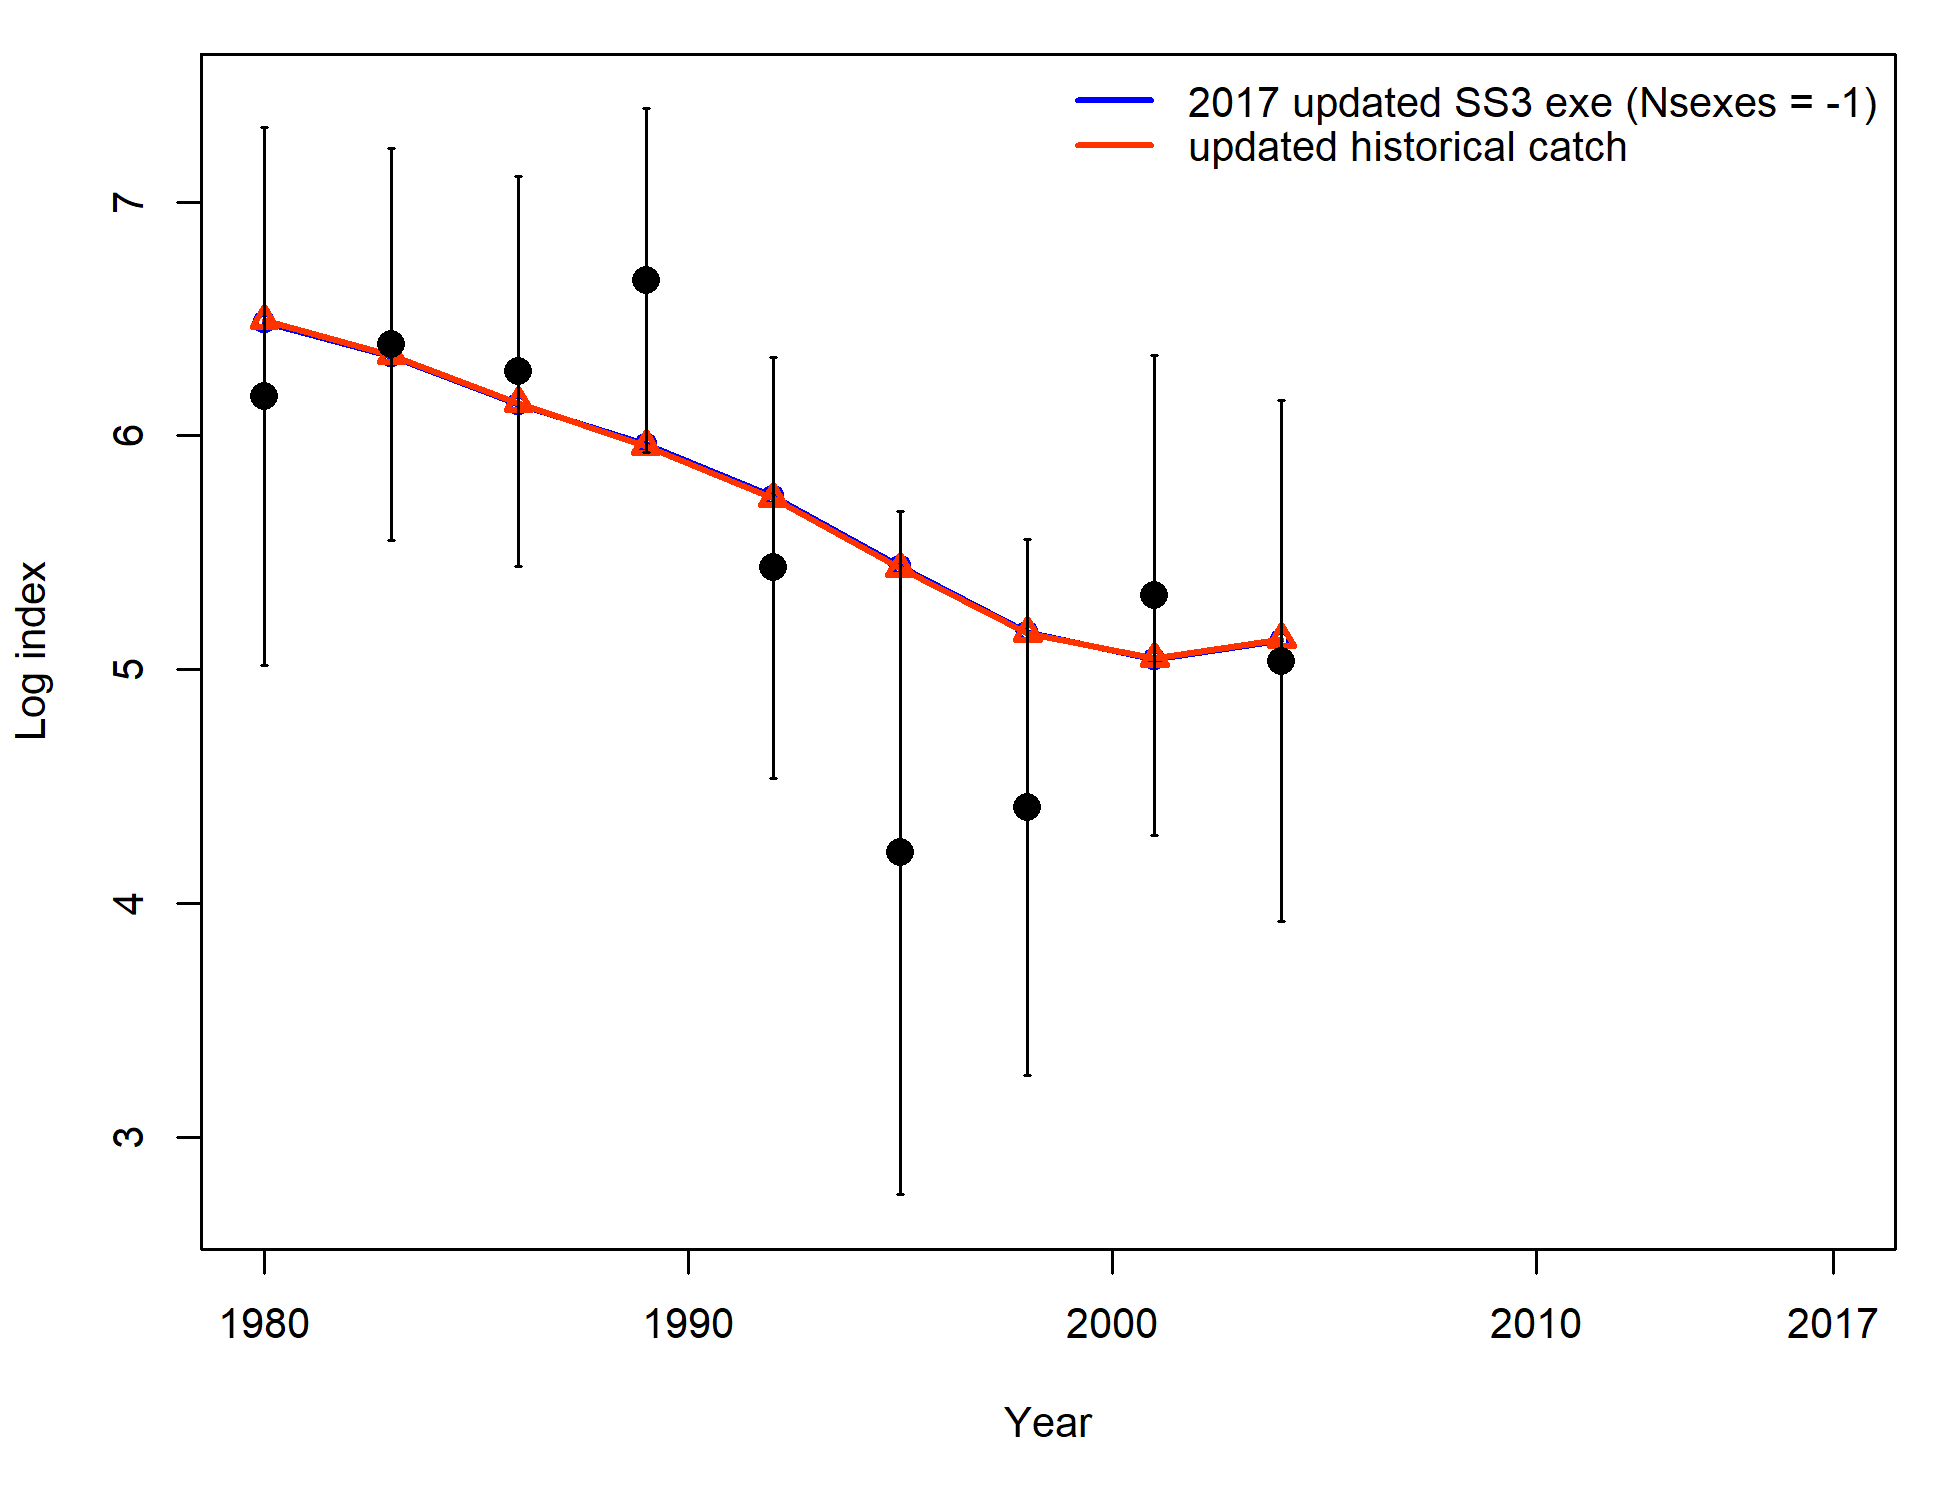 2017 updated SS3 exe (Nsexes = -1)
updated historical catch
7
6
5
4
3
Log index
1980
1990
2000
2010
2017
Year